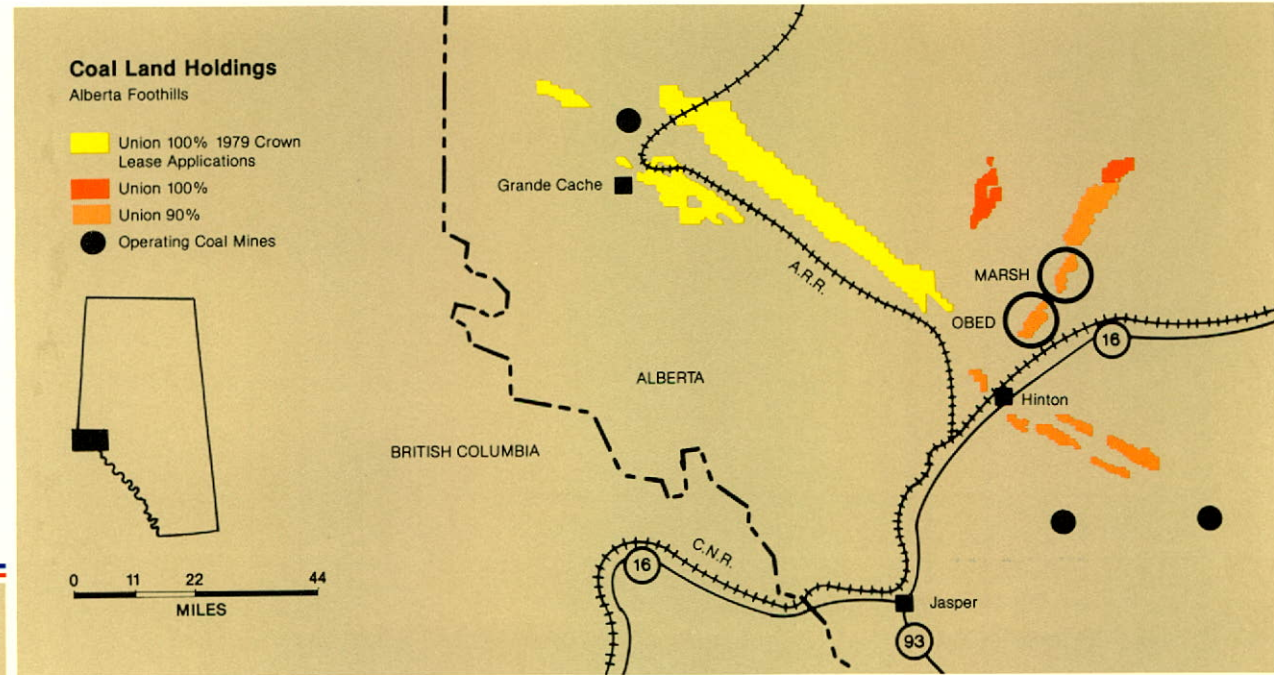 Coal Land Holdings
Alberta Foothills
Union 100% 1979 Crown
Lease Applications
Union 100%
Union 90%
Operating Coal Mines
0 11 22 44
MILES
Grande Cache
A.R.R.
MARSH
OBED
16
ALBERTA
Hinton
BRITISH COLUMBIA
C.N.R.
16
Jasper
93